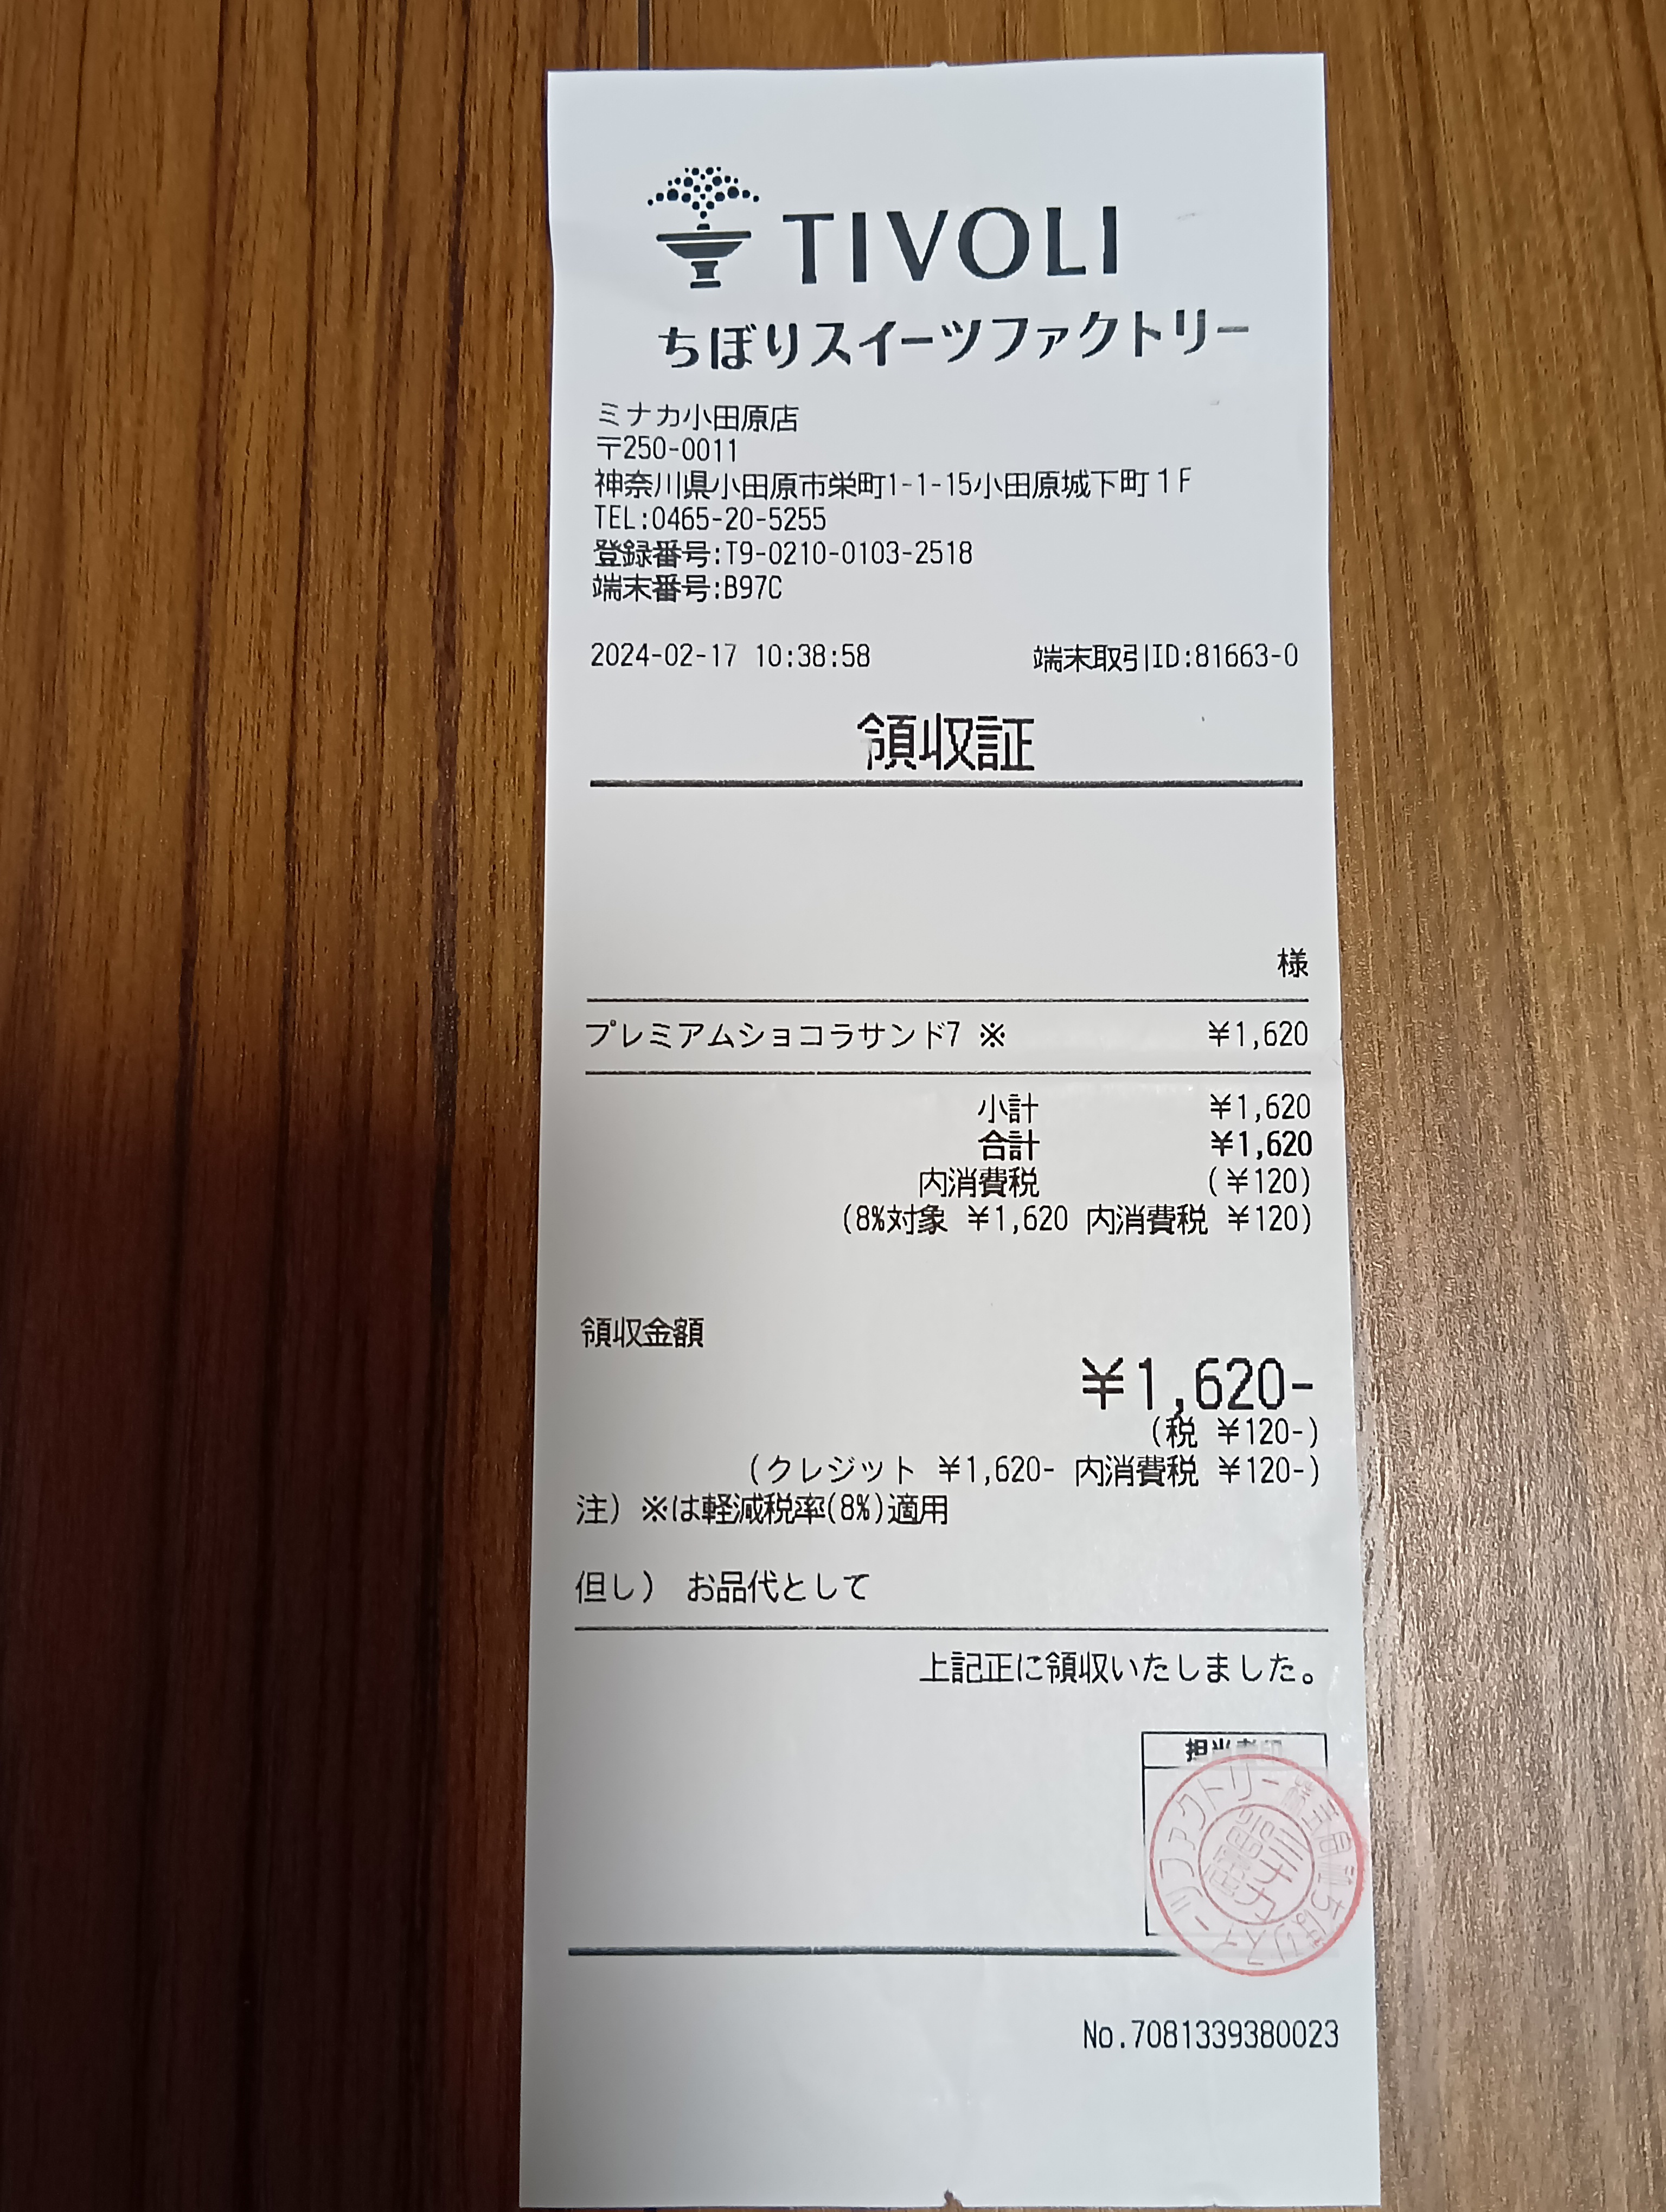 TIVOLI
ちぼりスイーツファクトリー
ミナカ小田原店
〒250-0011
神奈川県小田原市栄町1-1-15小田原城下町１F
TEL:0465-20-5255
登録番号:T9-0210-0103-2518
端末番号:B97C
2024-02-17 10:38:58 端末取引ID:81663-0
領収証
様
プレミアムショコラサンド7 ※ ¥1,620
小計 ¥1,620
合計 ¥1,620
内消費税 (¥120)
(8%対象 ¥1,620 内消費税 ¥120)
領収金額
¥1,620-
(税 ¥120-)
(クレジット ¥1,620- 内消費税 ¥120-)
注) ※は軽減税率(8%)適用
但し) お品代として
上記正に領収いたしました。
担当者印
ちぼりスイーツファクトリー
No.7081339380023